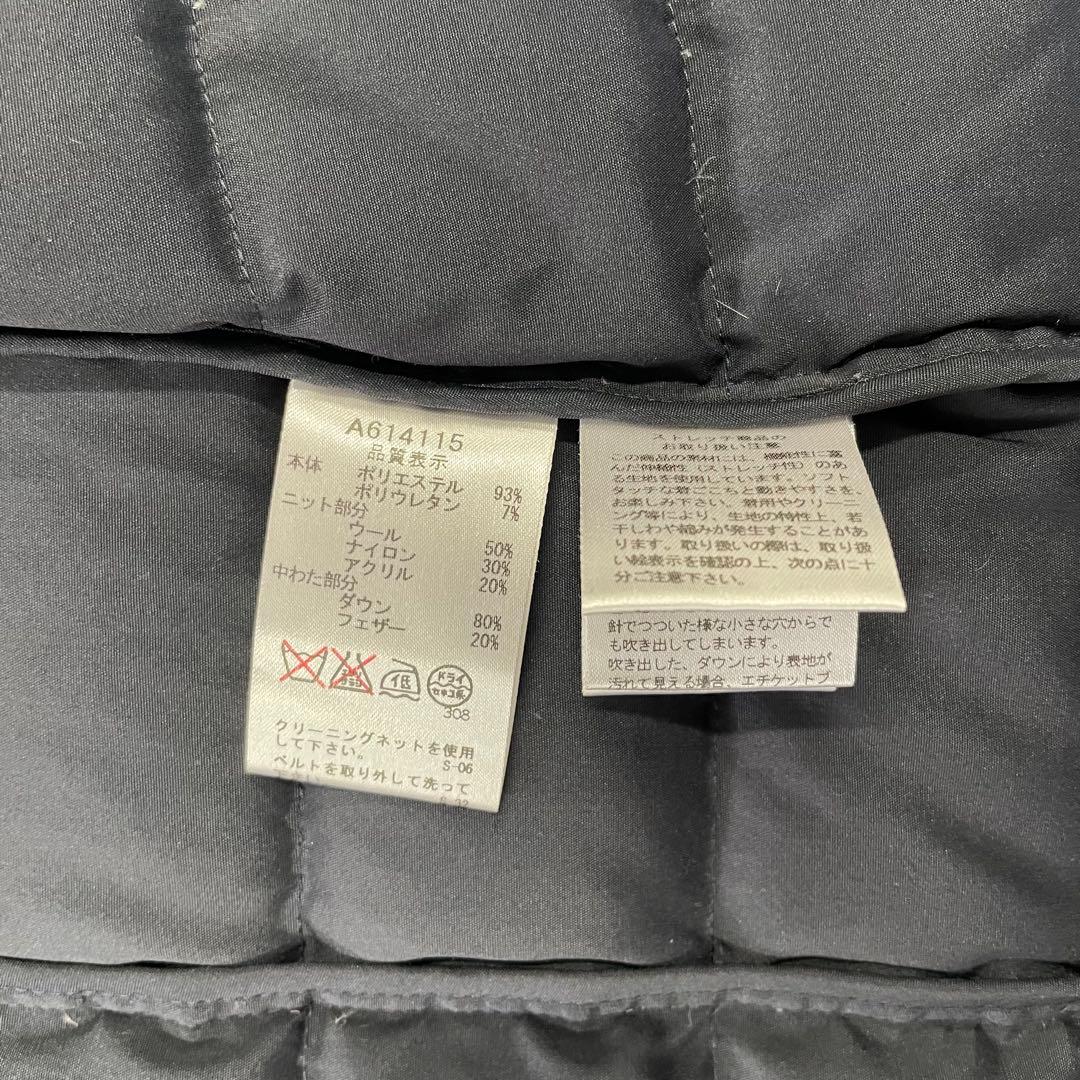 A614115
品質表示
本体
ポリエステル 93%
ポリウレタン 7%
ニット部分
ウール 50%
ナイロン 30%
アクリル 20%
中わた部分
ダウン 80%
フェザー 20%
低
ドライ
セキユ系
308
クリーニングネットを使用
して下さい。
S-06
ベルトを取り外して洗って
ストレッチ商品の
お取り扱い注意
この商品の素材には、機能性に富
んだ伸縮性（ストレッチ性）のあ
る生地を使用しています。ソフト
タッチな着ごこちと動きやすさを、
お楽しみ下さい。着用やクリーニ
ング等により、生地の特性上、若
干しわや縮みが発生することがあ
ります。取り扱いの際は、取り扱
い絵表示を確認の上、次の点に十
分ご注意下さい。
針でつついた様な小さな穴からで
も吹き出してしまいます。
吹き出した、ダウンにより表地が
汚れて見える場合、エチケットブ